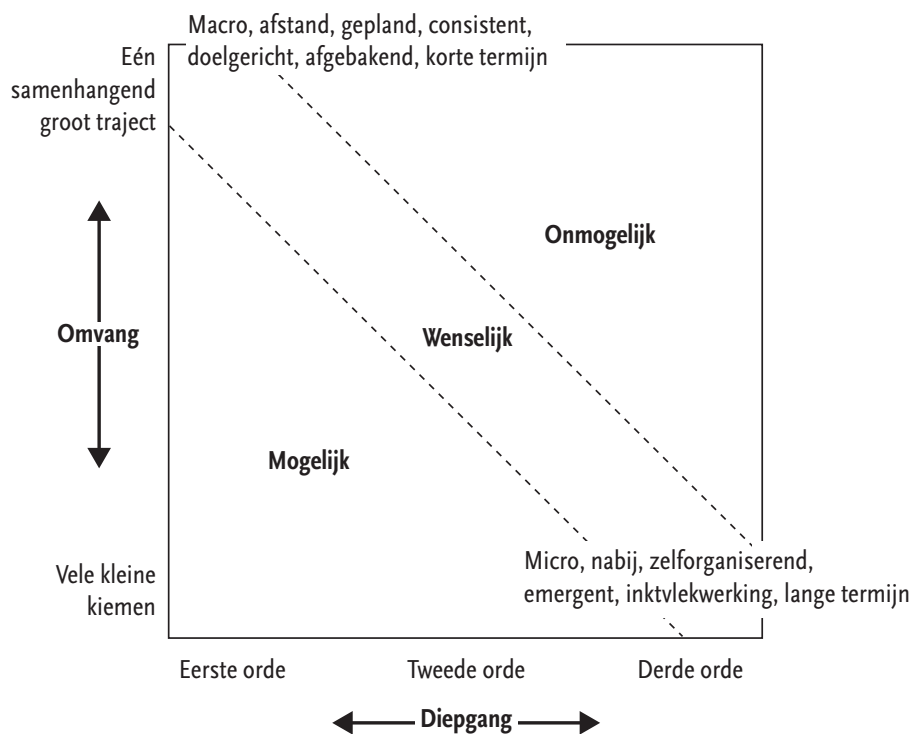 Macro, afstand, gepland, consistent,
doelgericht, afgebakend, korte termijn
Eén
samenhangend
groot traject
Onmogelijk
Omvang
Wenselijk
Mogelijk
Vele kleine
kiemen
Micro, nabij, zelforganiserend,
emergent, inktvlekwerking, lange termijn
Eerste orde
Tweede orde
Derde orde
Diepgang